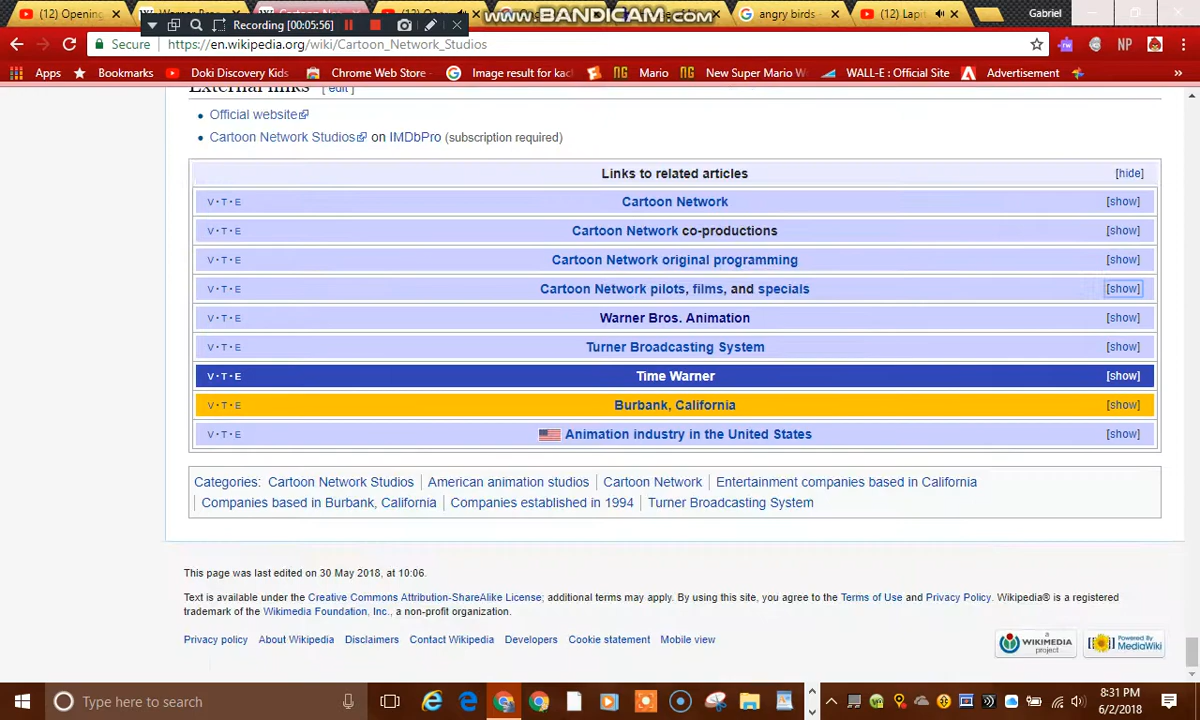 (12) Opening
Recording (00:05:56)
www.BANDICAM.com
angry birds -
(12) Lapi
Gabriel
Secure
https://en.wikipedia.org/wiki/Cartoon_Network_Studios
NP
Apps Bookmarks Doki Discovery Kids Chrome Web Store Image result for kac NG Mario NG New Super Mario W WALL-E : Official Site Advertisement »
External links [ edit ]
Official website
Cartoon Network Studios on IMDbPro (subscription required)
Links to related articles [hide]
V·T·E Cartoon Network [show]
V·T·E Cartoon Network co-productions [show]
V·T·E Cartoon Network original programming [show]
V·T·E Cartoon Network pilots, films, and specials [show]
V·T·E Warner Bros. Animation [show]
V·T·E Turner Broadcasting System [show]
V·T·E Time Warner [show]
V·T·E Burbank, California [show]
V·T·E Animation industry in the United States [show]
Categories: Cartoon Network Studios | American animation studios | Cartoon Network | Entertainment companies based in California
| Companies based in Burbank, California | Companies established in 1994 | Turner Broadcasting System
This page was last edited on 30 May 2018, at 10:06.
Text is available under the Creative Commons Attribution-ShareAlike License; additional terms may apply. By using this site, you agree to the Terms of Use and Privacy Policy. Wikipedia® is a registered
trademark of the Wikimedia Foundation, Inc., a non-profit organization.
Privacy policy About Wikipedia Disclaimers Contact Wikipedia Developers Cookie statement Mobile view
a WIKIMEDIA project
Powered By MediaWiki
Type here to search
8:31 PM
6/2/2018